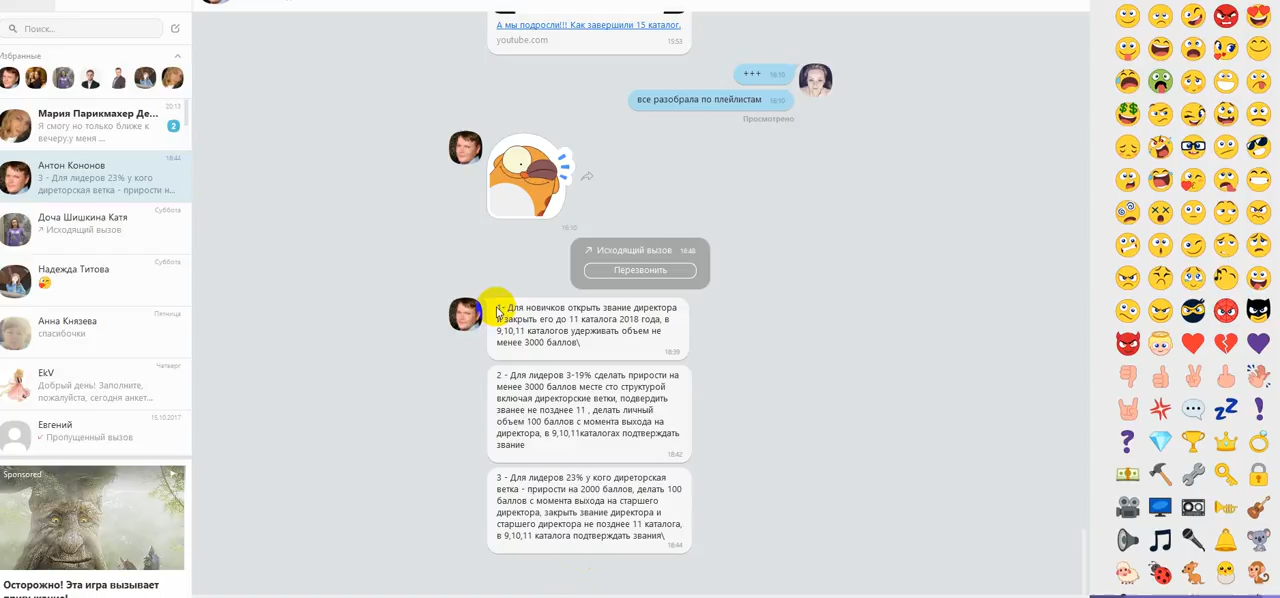 Поиск...
Избранные
Мария Парикмахер Де...
20:13
Я смогу но только ближе к
вечеру.у меня ...
2
Антон Кононов
18:44
3 - Для лидеров 23% у кого
диреторская ветка - прирости н...
Доча Шишкина Катя
Суббота
Исходящий вызов
Надежда Титова
Суббота
Анна Князева
Пятница
спасибочки
EkV
Четверг
Добрый день! Заполните,
пожалуйста, сегодня анкет...
Евгений
15.10.2017
Пропущенный вызов
Sponsored
Осторожно! Эта игра вызывает
А мы подросли!!! Как завершили 15 каталог.
youtube.com
15:53
+++
16:10
все разобрала по плейлистам
16:10
Просмотрено
16:10
Исходящий вызов
16:48
Перезвонить
1- Для новичков открыть звание директора
и закрыть его до 11 каталога 2018 года, в
9,10,11 каталогов удерживать объем не
менее 3000 баллов\
18:39
2 - Для лидеров 3-19% сделать прирости на
менее 3000 баллов месте сто структурой
включая директорские ветки, подвердить
званее не позднее 11 , делать личный
объем 100 баллов с момента выхода на
директора, в 9,10,11каталогах подтверждать
звание
18:42
3 - Для лидеров 23% у кого диреторская
ветка - прирости на 2000 баллов, делать 100
баллов с момента выхода на старшего
директора, закрыть звание директора и
старшего директора не позднее 11 каталога,
в 9,10,11 каталога подтверждать звания\
18:44